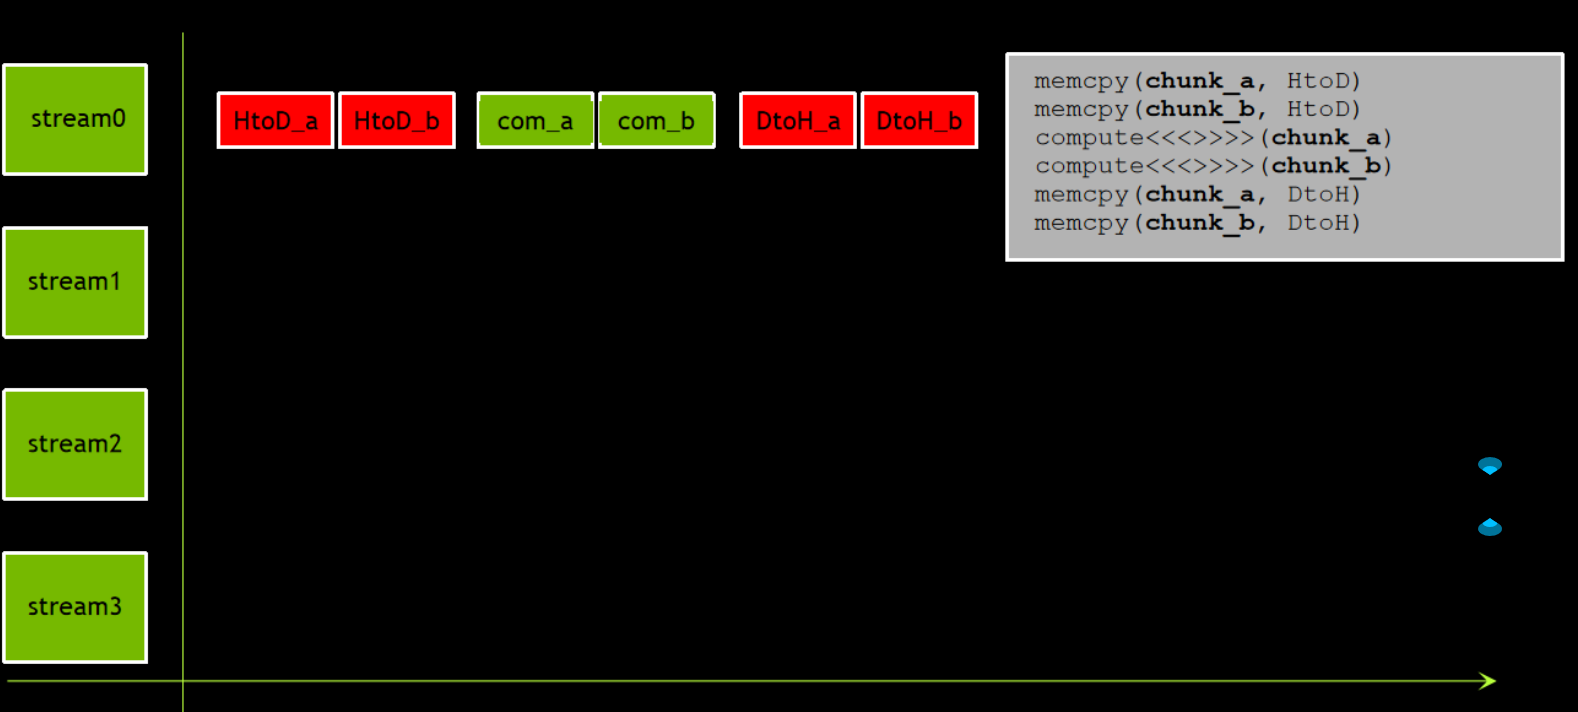 stream0
HtoD_a HtoD_b com_a com_b DtoH_a DtoH_b
memcpy(chunk_a, HtoD)
memcpy(chunk_b, HtoD)
compute<<<>>>>(chunk_a)
compute<<<>>>>(chunk_b)
memcpy(chunk_a, DtoH)
memcpy(chunk_b, DtoH)
stream1
stream2
stream3